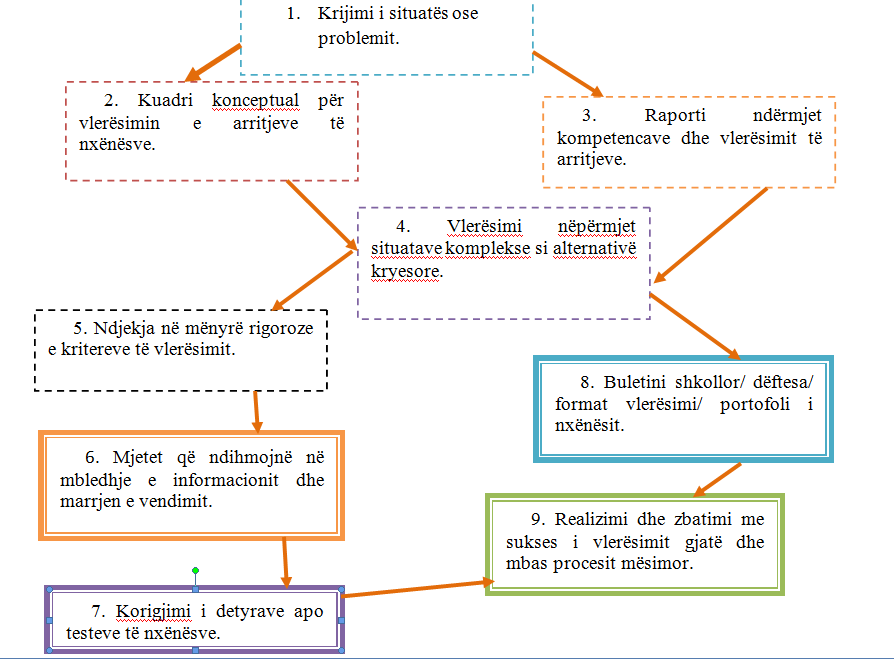 1. Krijimi i situatës ose
problemit.
2. Kuadri konceptual për
vlerësimin e arritjeve të
nxënësve.
3. Raporti ndërmjet
kompetencave dhe vlerësimit të
arritjeve.
4. Vlerësimi nëpërmjet
situatave komplekse si alternativë
kryesore.
5. Ndjekja në mënyrë rigoroze
e kritereve të vlerësimit.
8. Buletini shkollor/ dëftesa/
format vlerësimi/ portofoli i
nxënësit.
6. Mjetet që ndihmojnë në
mbledhje e informacionit dhe
marrjen e vendimit.
9. Realizimi dhe zbatimi me
sukses i vlerësimit gjatë dhe
mbas procesit mësimor.
7. Korigjimi i detyrave apo
testeve të nxënësve.